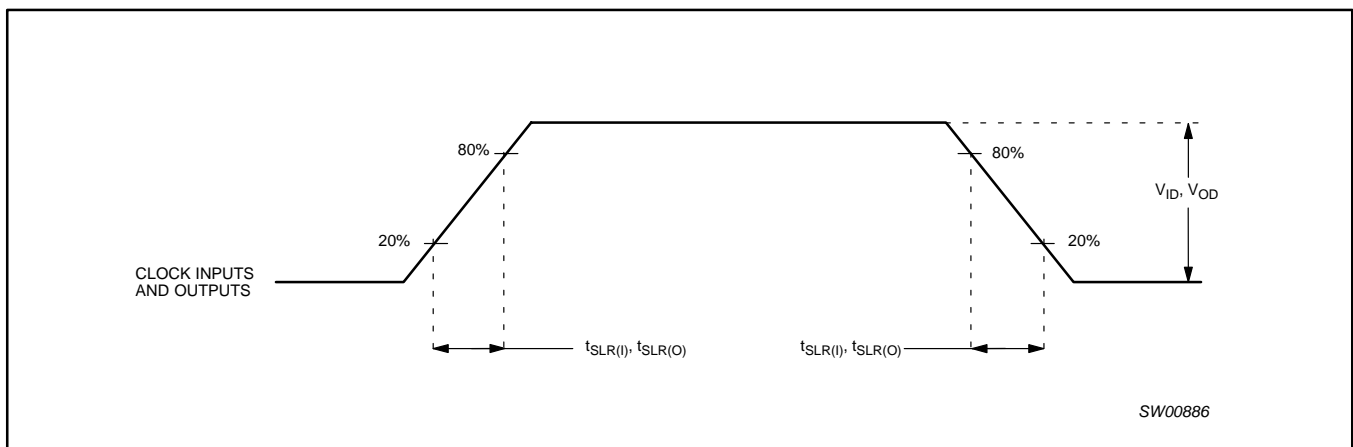 80%
80%
V_ID, V_OD
20%
20%
CLOCK INPUTS
AND OUTPUTS
t_SLR(I), t_SLR(O)
t_SLR(I), t_SLR(O)
SW00886